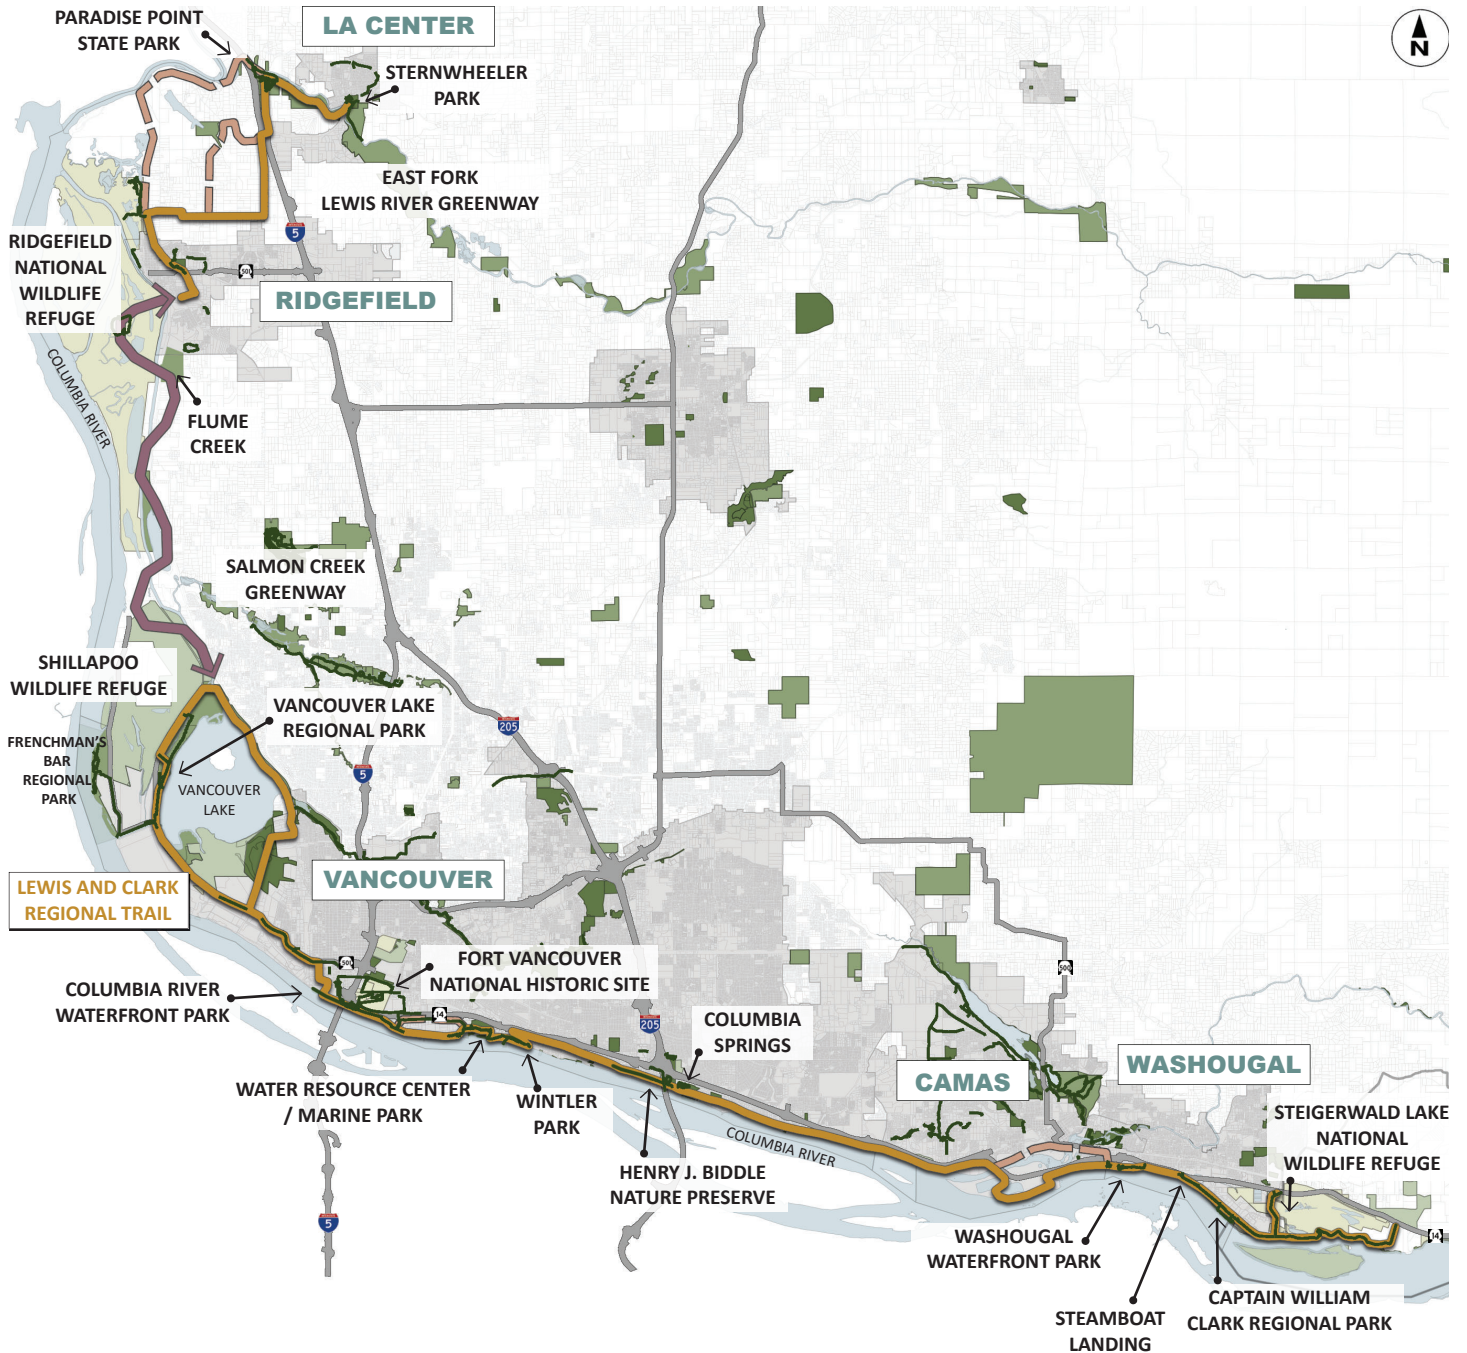 PARADISE POINT
STATE PARK
LA CENTER
N
STERNWHEELER
PARK
EAST FORK
LEWIS RIVER GREENWAY
5
RIDGEFIELD
NATIONAL
WILDLIFE
REFUGE
501
RIDGEFIELD
COLUMBIA RIVER
FLUME
CREEK
SALMON CREEK
GREENWAY
SHILLAPOO
WILDLIFE REFUGE
VANCOUVER LAKE
REGIONAL PARK
205
FRENCHMAN'S
BAR
REGIONAL
PARK
5
VANCOUVER
LAKE
VANCOUVER
LEWIS AND CLARK
REGIONAL TRAIL
501
FORT VANCOUVER
NATIONAL HISTORIC SITE
500
COLUMBIA RIVER
WATERFRONT PARK
14
205
COLUMBIA
SPRINGS
WASHOUGAL
CAMAS
WATER RESOURCE CENTER
/ MARINE PARK
WINTLER
PARK
STEIGERWALD LAKE
NATIONAL
WILDLIFE REFUGE
COLUMBIA RIVER
HENRY J. BIDDLE
NATURE PRESERVE
5
WASHOUGAL
WATERFRONT PARK
14
STEAMBOAT
LANDING
CAPTAIN WILLIAM
CLARK REGIONAL PARK